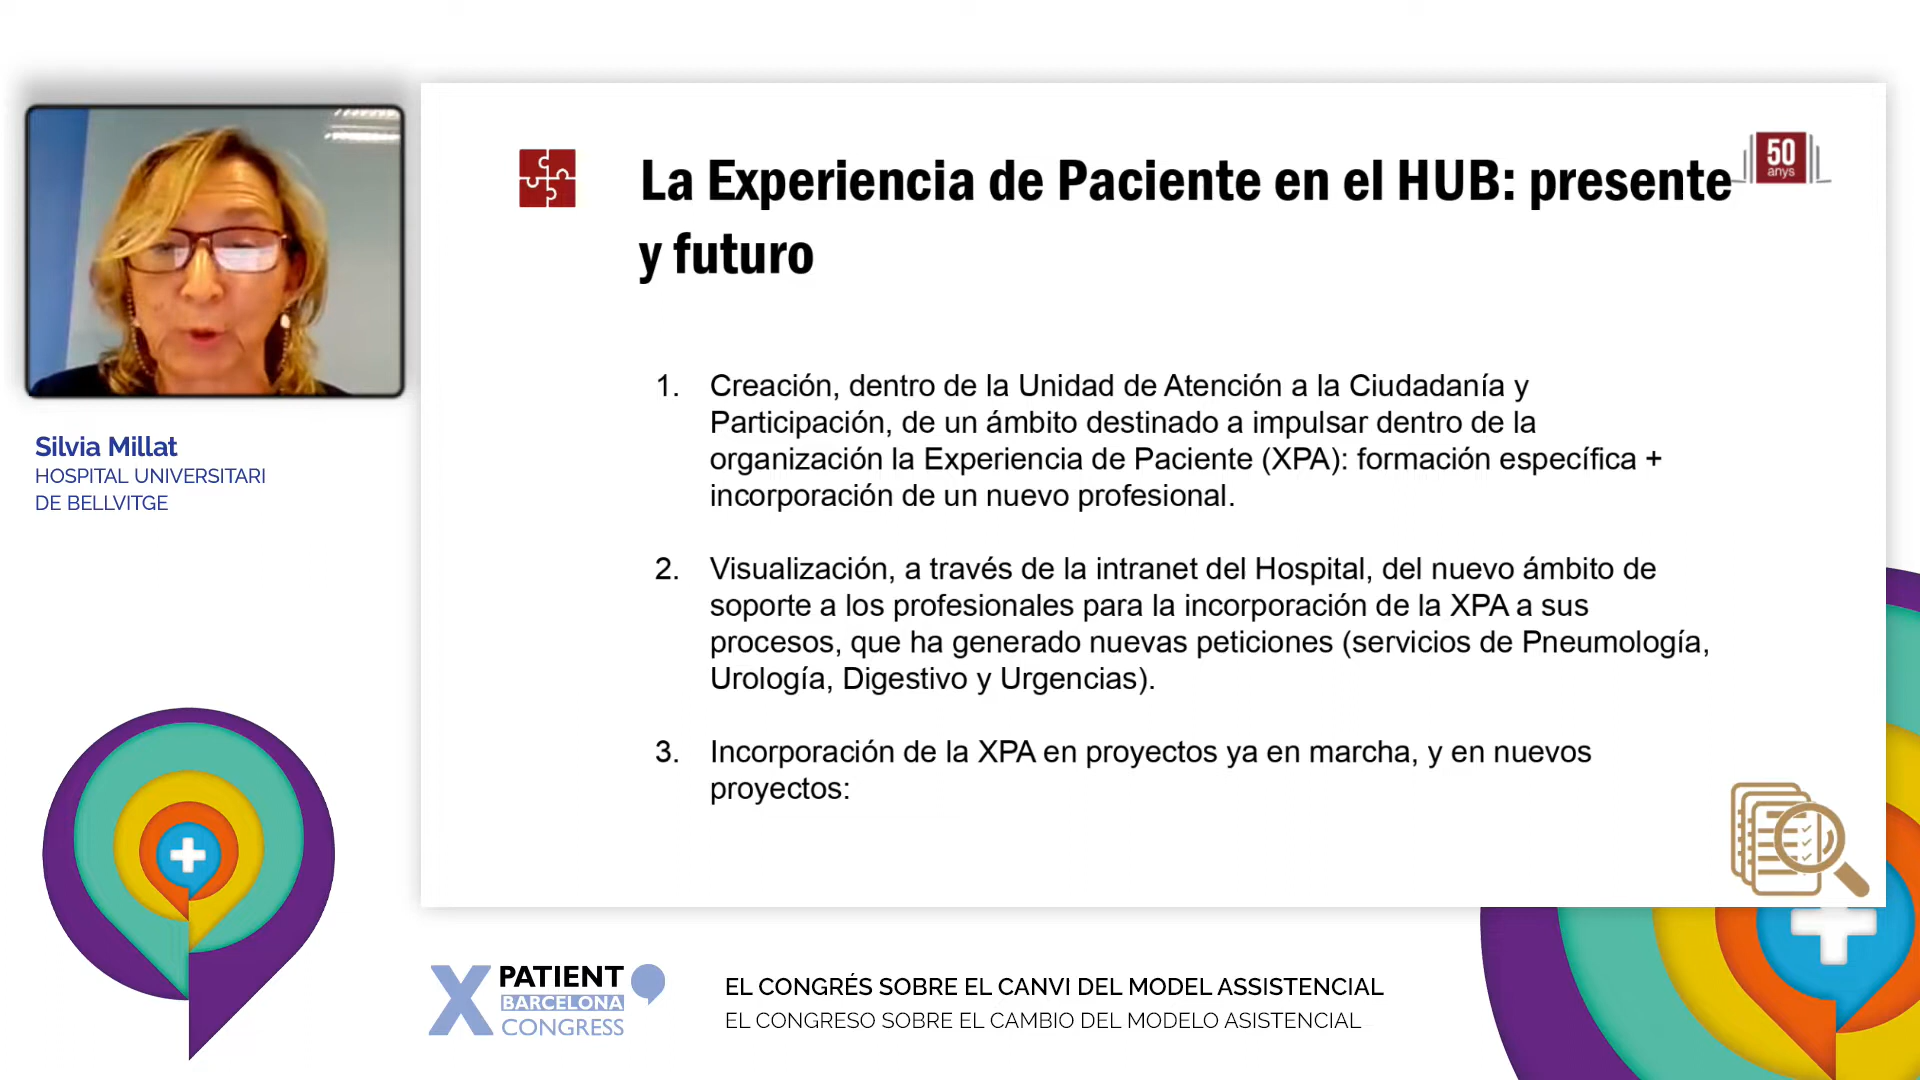 La Experiencia de Paciente en el HUB: presente
y futuro
50
anys
1. Creación, dentro de la Unidad de Atención a la Ciudadanía y
Participación, de un ámbito destinado a impulsar dentro de la
organización la Experiencia de Paciente (XPA): formación específica +
incorporación de un nuevo profesional.
2. Visualización, a través de la intranet del Hospital, del nuevo ámbito de
soporte a los profesionales para la incorporación de la XPA a sus
procesos, que ha generado nuevas peticiones (servicios de Pneumología,
Urología, Digestivo y Urgencias).
3. Incorporación de la XPA en proyectos ya en marcha, y en nuevos
proyectos:
Silvia Millat
HOSPITAL UNIVERSITARI
DE BELLVITGE
X PATIENT
BARCELONA
CONGRESS
EL CONGRÉS SOBRE EL CANVI DEL MODEL ASSISTENCIAL
EL CONGRESO SOBRE EL CAMBIO DEL MODELO ASISTENCIAL